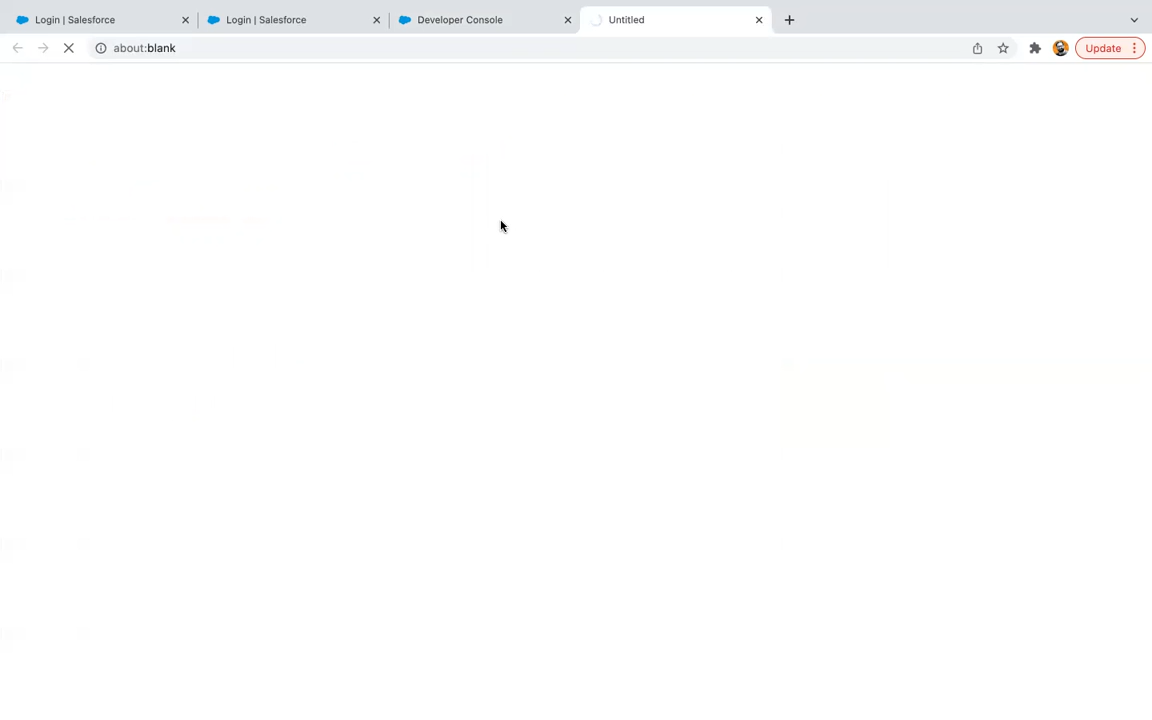 Login | Salesforce Login | Salesforce Developer Console Untitled
about:blank Update